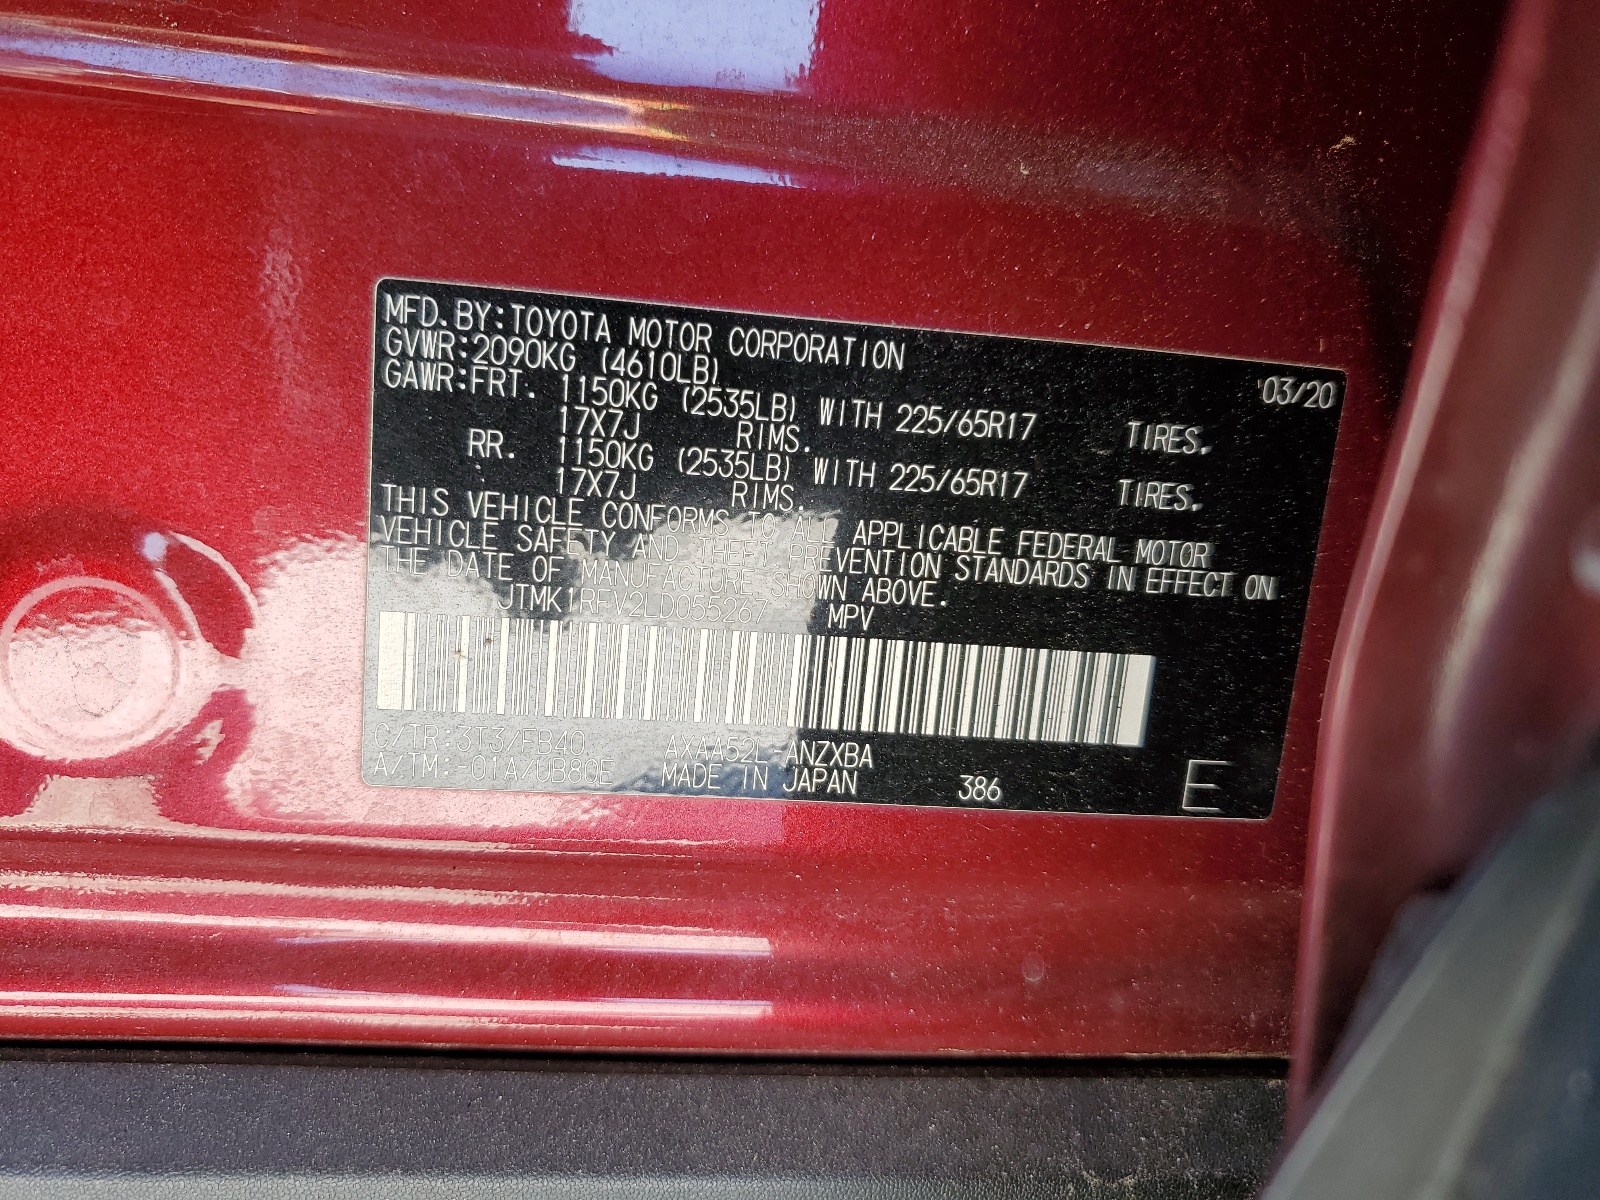 MFD.BY:TOYOTA MOTOR CORPORATION 03/20
GVWR:2090KG (4610LB)
GAWR:FRT. 1150KG (2535LB) WITH 225/65R17 TIRES.
17X7J RIMS.
RR. 1150KG (2535LB) WITH 225/65R17 TIRES.
17X7J RIMS.
THIS VEHICLE CONFORMS TO ALL APPLICABLE FEDERAL MOTOR
VEHICLE SAFETY AND THEFT PREVENTION STANDARDS IN EFFECT ON
THE DATE OF MANUFACTURE SHOWN ABOVE.
JTMK1RFV2LD055267 MPV
C/TR:3T3/FB40 AXAA52L-ANZXBA
A/TM:-01A/UB80E MADE IN JAPAN 386 E